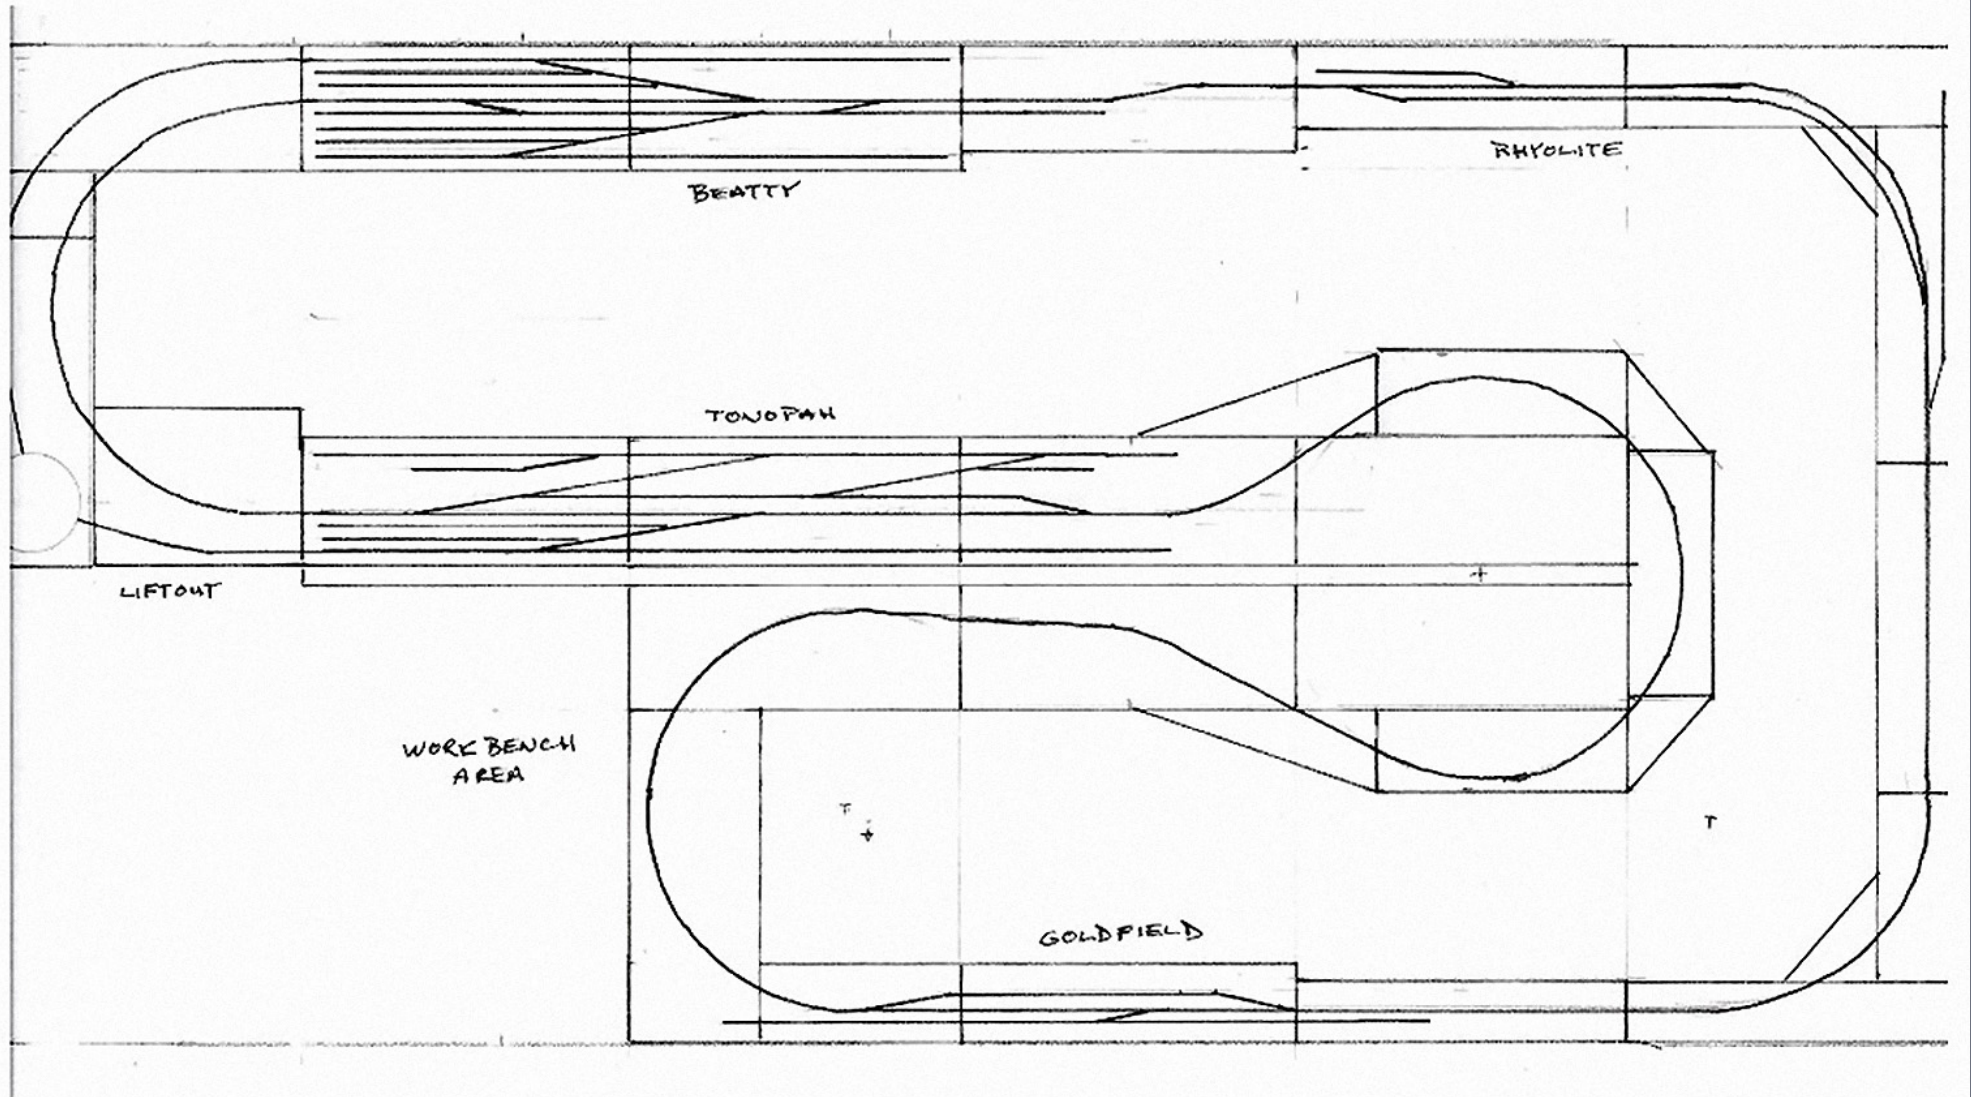 RHYOLITE
BEATTY
TONOPAH
LIFTOUT
WORK BENCH
AREA
T
T
GOLDFIELD